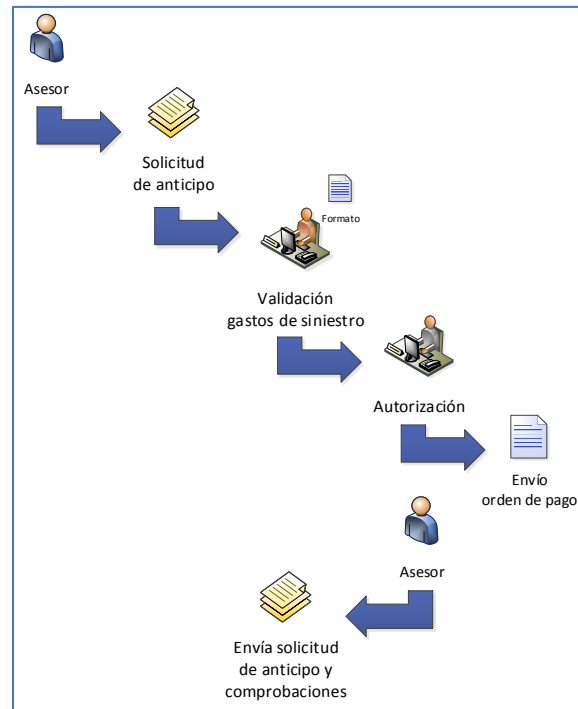 Asesor
Solicitud
de anticipo
Formato
Validación
gastos de siniestro
Autorización
Envío
orden de pago
Asesor
Envía solicitud
de anticipo y
comprobaciones